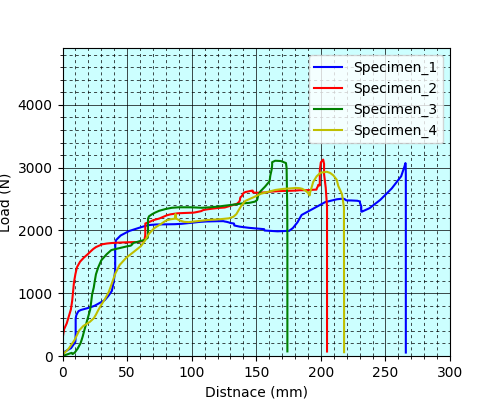 Specimen_1
Specimen_2
Specimen_3
Specimen_4
Load (N)
4000
3000
2000
1000
0
0 50 100 150 200 250 300
Distnace (mm)